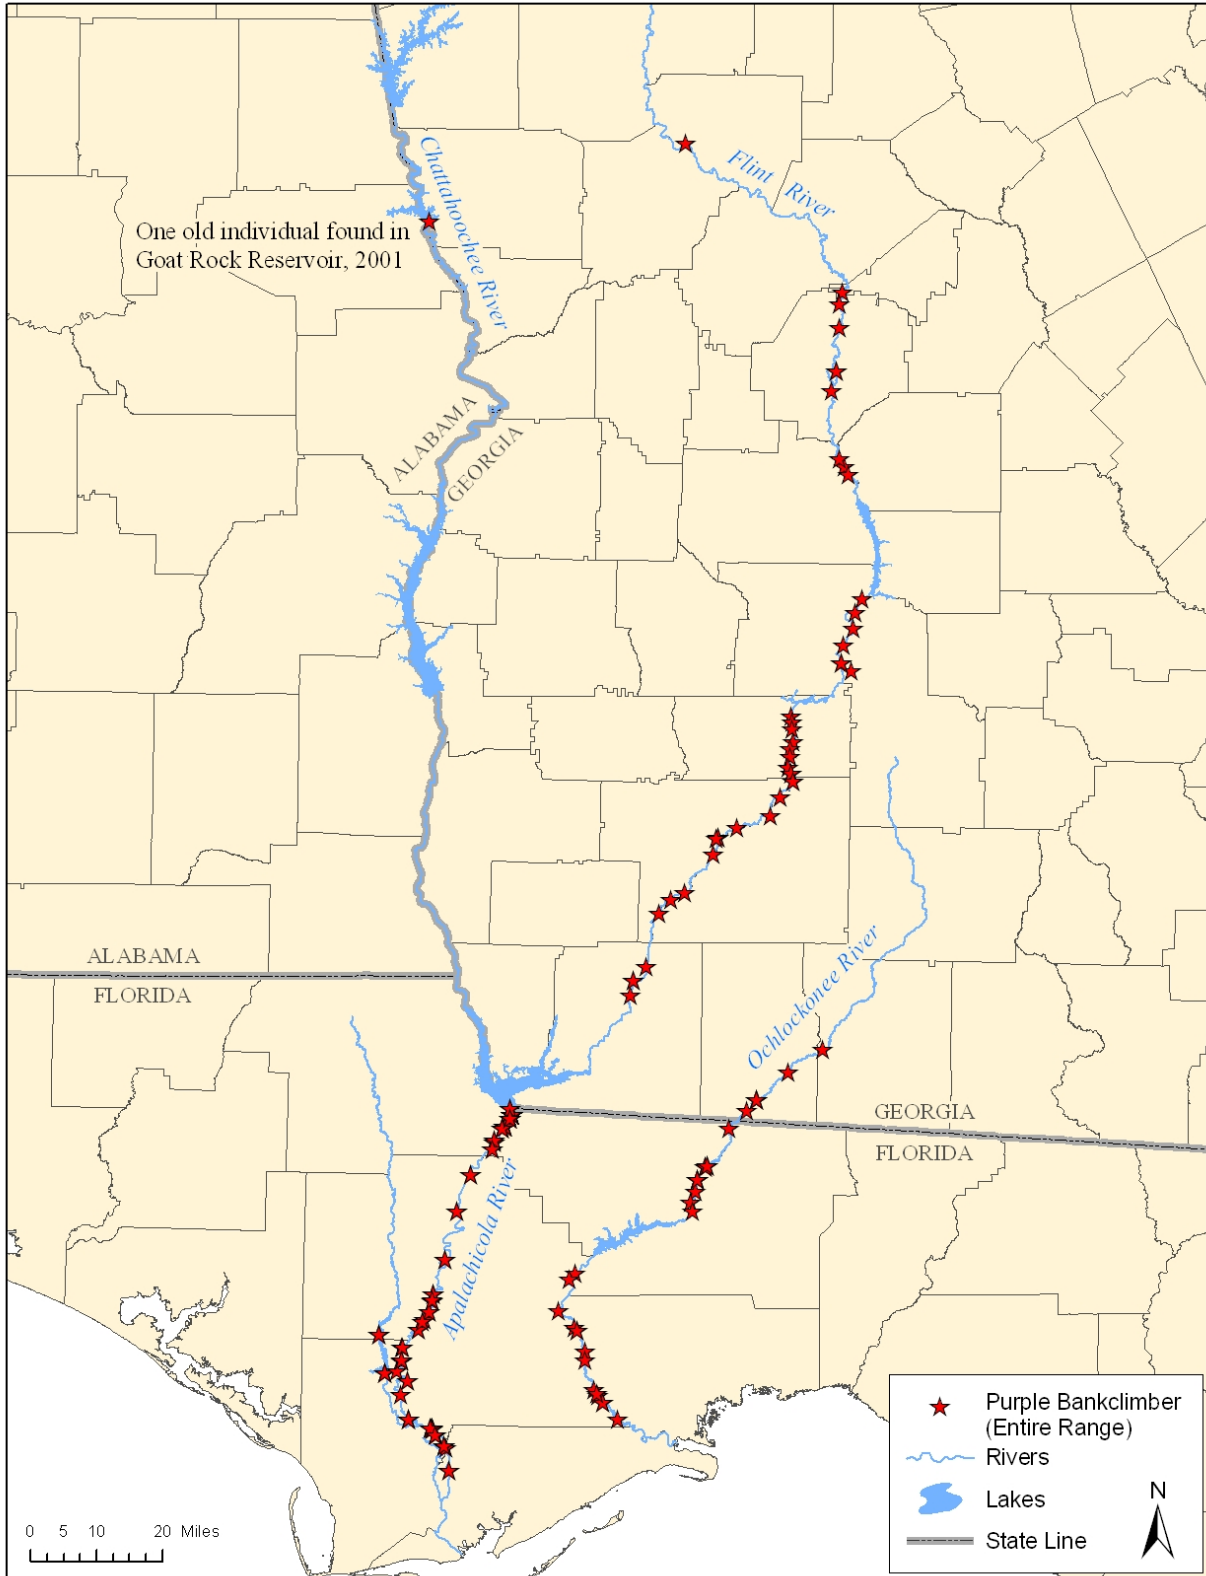 Chattahoochee River
Flint River
One old individual found in
Goat Rock Reservoir, 2001
ALABAMA
GEORGIA
Ochlockonee River
ALABAMA
FLORIDA
GEORGIA
FLORIDA
Apalachicola River
Purple Bankclimber
(Entire Range)
Rivers
Lakes
State Line
N
0 5 10 20 Miles